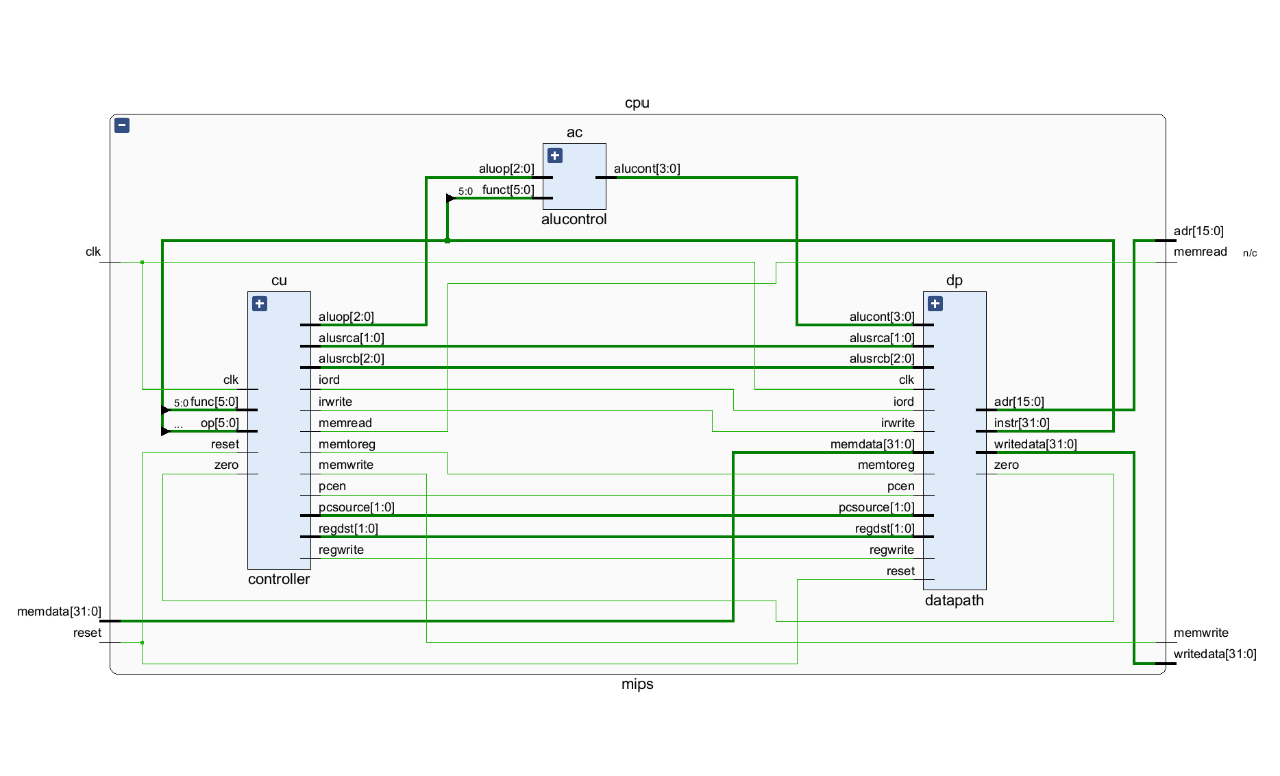 cpu
ac
aluop[2:0]
alucont[3:0]
5:0
funct[5:0]
alucontrol
clk
adr[15:0]
memread
n/c
cu
aluop[2:0]
alusrca[1:0]
alusrcb[2:0]
clk
iord
5:0
func[5:0]
irwrite
...
op[5:0]
memread
reset
memtoreg
zero
memwrite
pcen
pcsource[1:0]
regdst[1:0]
regwrite
controller
dp
alucont[3:0]
alusrca[1:0]
alusrcb[2:0]
clk
iord
adr[15:0]
irwrite
instr[31:0]
memdata[31:0]
writedata[31:0]
memtoreg
zero
pcen
pcsource[1:0]
regdst[1:0]
regwrite
reset
datapath
memdata[31:0]
reset
memwrite
writedata[31:0]
mips